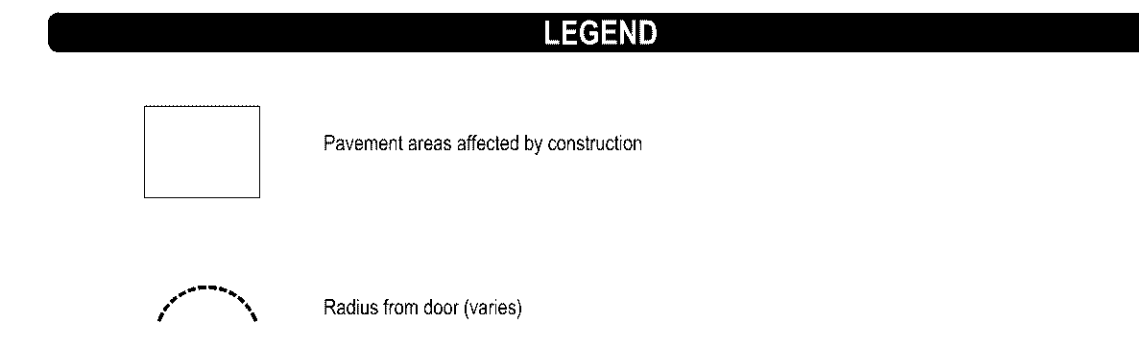 LEGEND
Pavement areas affected by construction
Radius from door (varies)